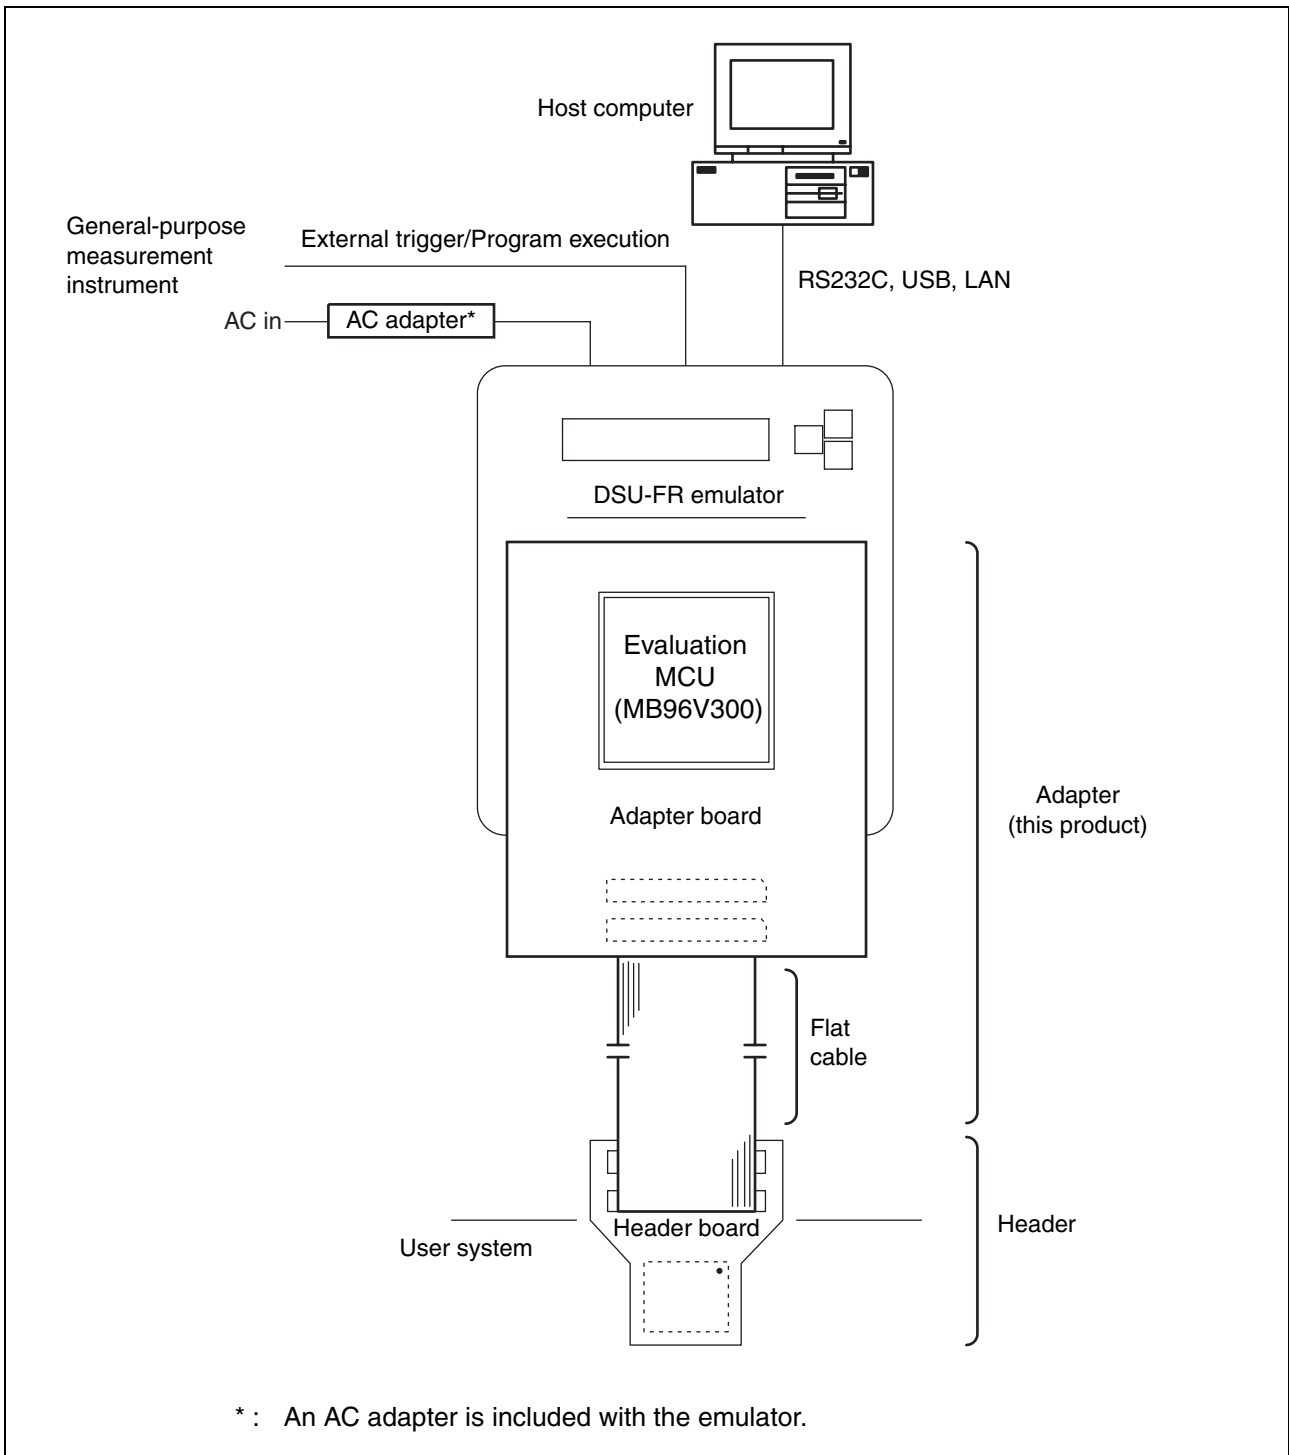 Host computer
General-purpose
measurement
instrument
External trigger/Program execution
RS232C, USB, LAN
AC in
AC adapter*
DSU-FR emulator
Evaluation
MCU
(MB96V300)
Adapter board
Adapter
(this product)
Flat
cable
Header board
Header
User system
* : An AC adapter is included with the emulator.